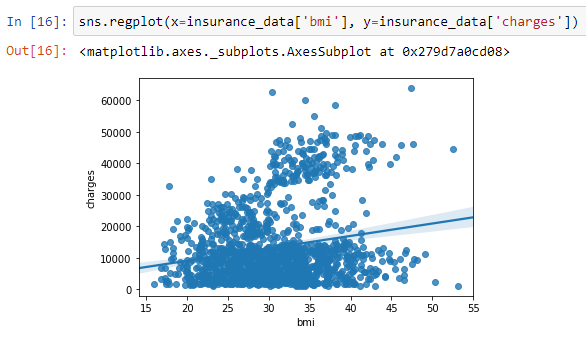 In [16]: sns.regplot(x=insurance_data['bmi'], y=insurance_data['charges'])
Out[16]: <matplotlib.axes._subplots.AxesSubplot at 0x279d7a0cd08>
60000
50000
40000
30000
20000
10000
0
charges
15 20 25 30 35 40 45 50 55
bmi